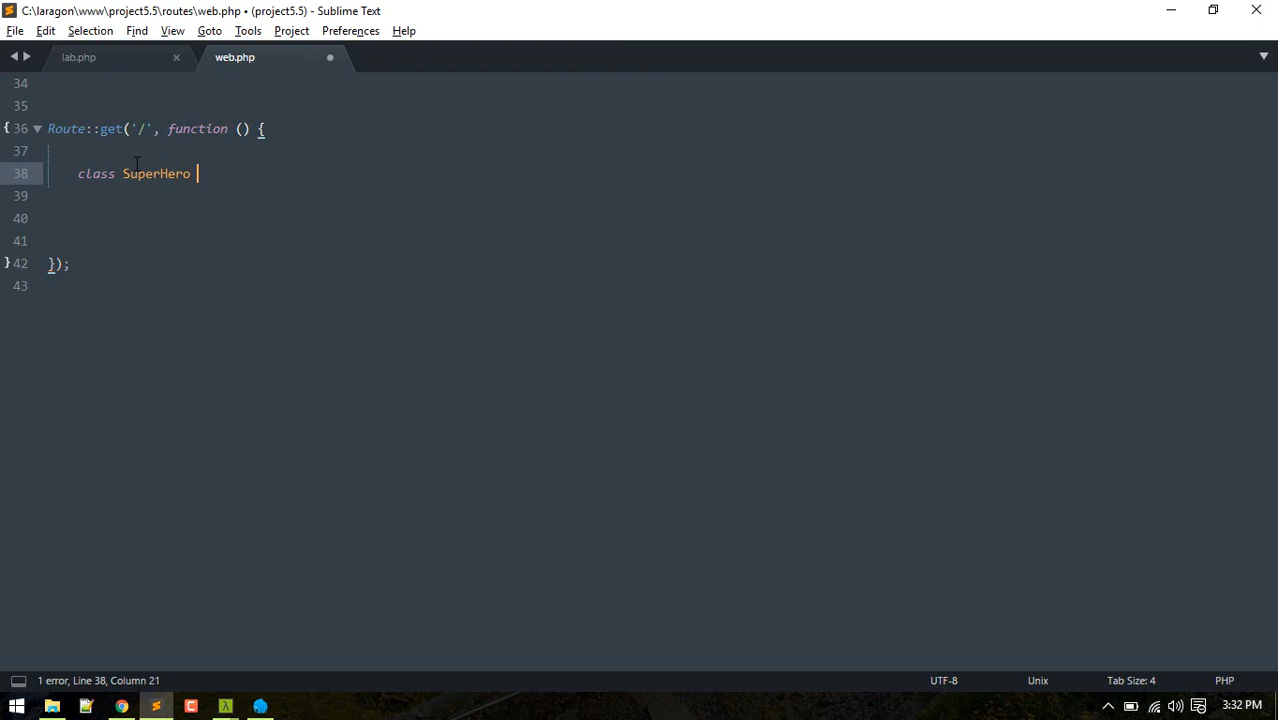 C:\laragon\www\project5.5\routes\web.php • (project5.5) - Sublime Text
File Edit Selection Find View Goto Tools Project Preferences Help
lab.php web.php
34
35
36 Route::get('/', function () {
37
38 class SuperHero
39
40
41
42 });
43
1 error, Line 38, Column 21 UTF-8 Unix Tab Size: 4 PHP
3:32 PM